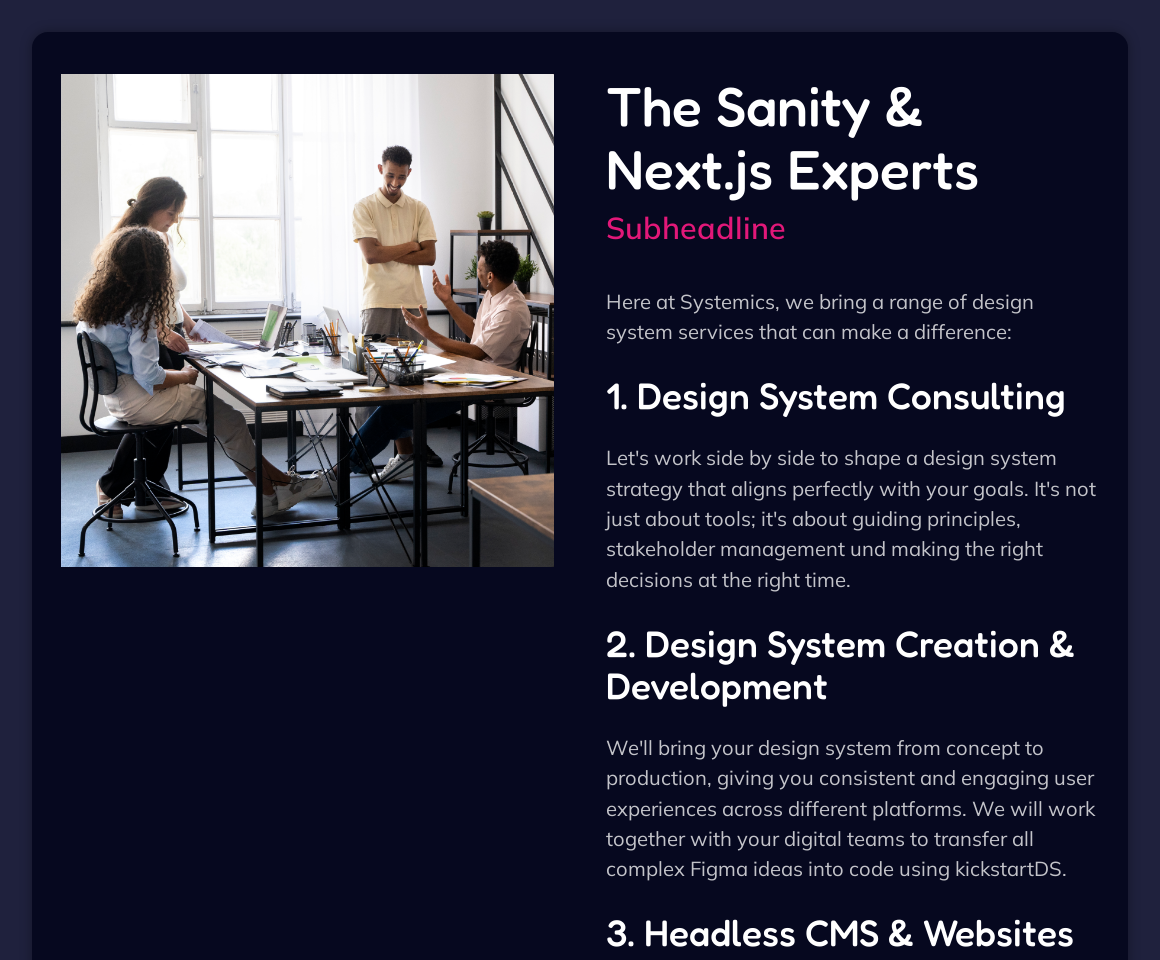 The Sanity &
Next.js Experts
Subheadline
Here at Systemics, we bring a range of design
system services that can make a difference:
1. Design System Consulting
Let's work side by side to shape a design system
strategy that aligns perfectly with your goals. It's not
just about tools; it's about guiding principles,
stakeholder management und making the right
decisions at the right time.
2. Design System Creation &
Development
We'll bring your design system from concept to
production, giving you consistent and engaging user
experiences across different platforms. We will work
together with your digital teams to transfer all
complex Figma ideas into code using kickstartDS.
3. Headless CMS & Websites